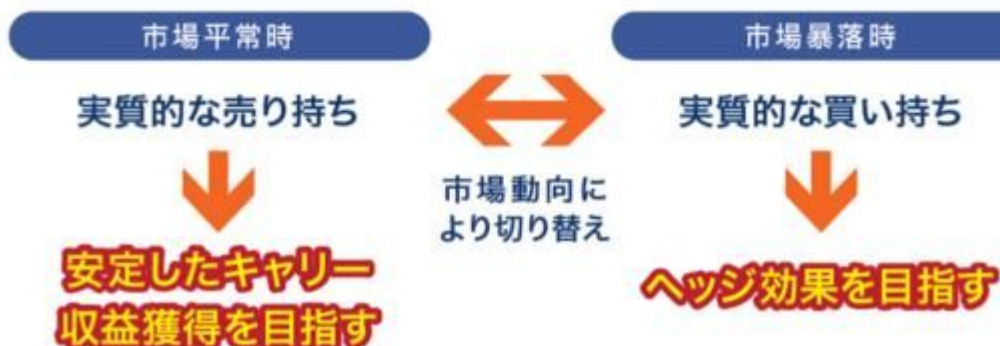 市場平常時
実質的な売り持ち
安定したキャリー
収益獲得を目指す
市場動向に
より切り替え
市場暴落時
実質的な買い持ち
ヘッジ効果を目指す